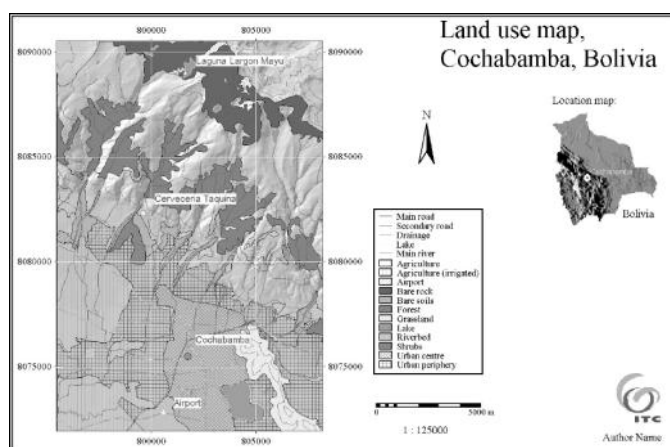 Land use map,
Cochabamba, Bolivia
800000
805000
8090000
8090000
Laguna Largon Mayu
Location map:
N
8085000
8085000
Cochabamba
Cerveceria Taquina
Bolivia
Main road
Secondary road
Drainage
Lake
Main river
Agriculture
Agriculture (irrigated)
Airport
Bare rock
Bare soils
Forest
Grassland
Lake
Riverbed
Shrubs
Urban centre
Urban periphery
8080000
8080000
Cochabamba
8075000
8075000
Airport
0
5000 m
1 : 125000
ITC
800000
805000
Author Name